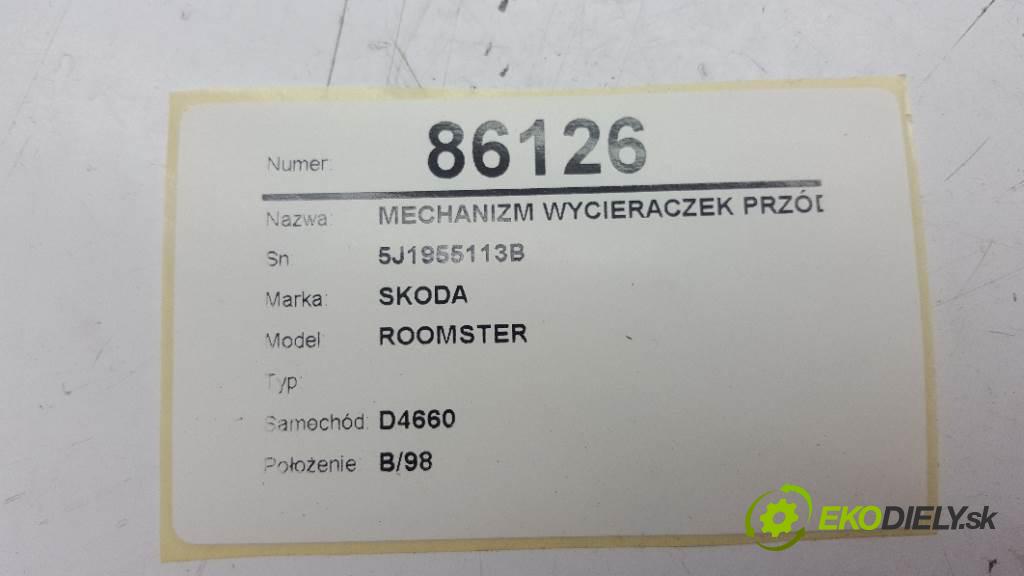 Numer: 86126
Nazwa: MECHANIZM WYCIERACZEK PRZÓD
Sn 5J1955113B
Marka: SKODA
Model ROOMSTER
Typ:
Samochód: D4660
Położenie B/98
EKODIELY.sk